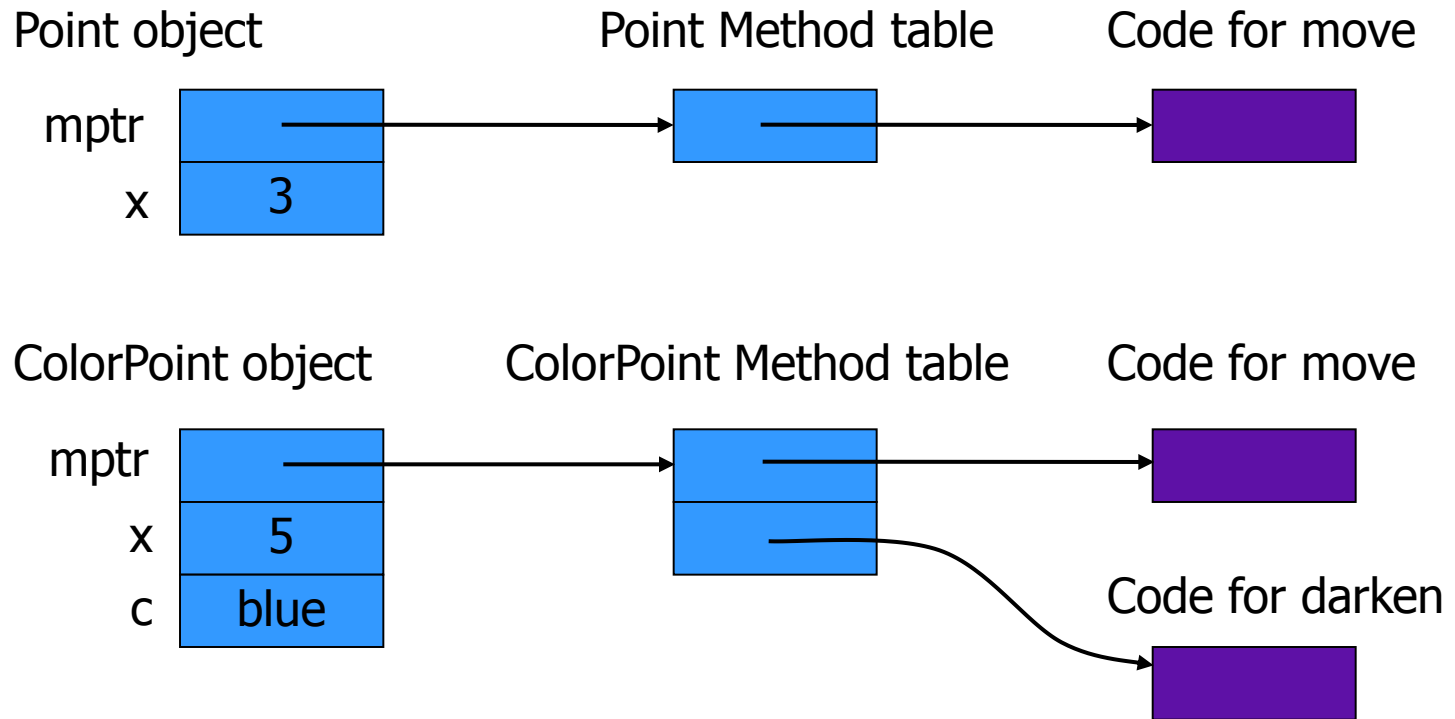 Point object Point Method table Code for move
mptr
x 3
ColorPoint object ColorPoint Method table Code for move
mptr
x 5
c blue
Code for darken